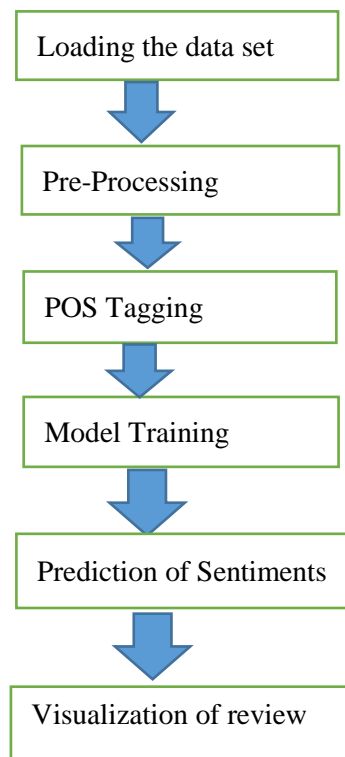 Loading the data set
Pre-Processing
POS Tagging
Model Training
Prediction of Sentiments
Visualization of review